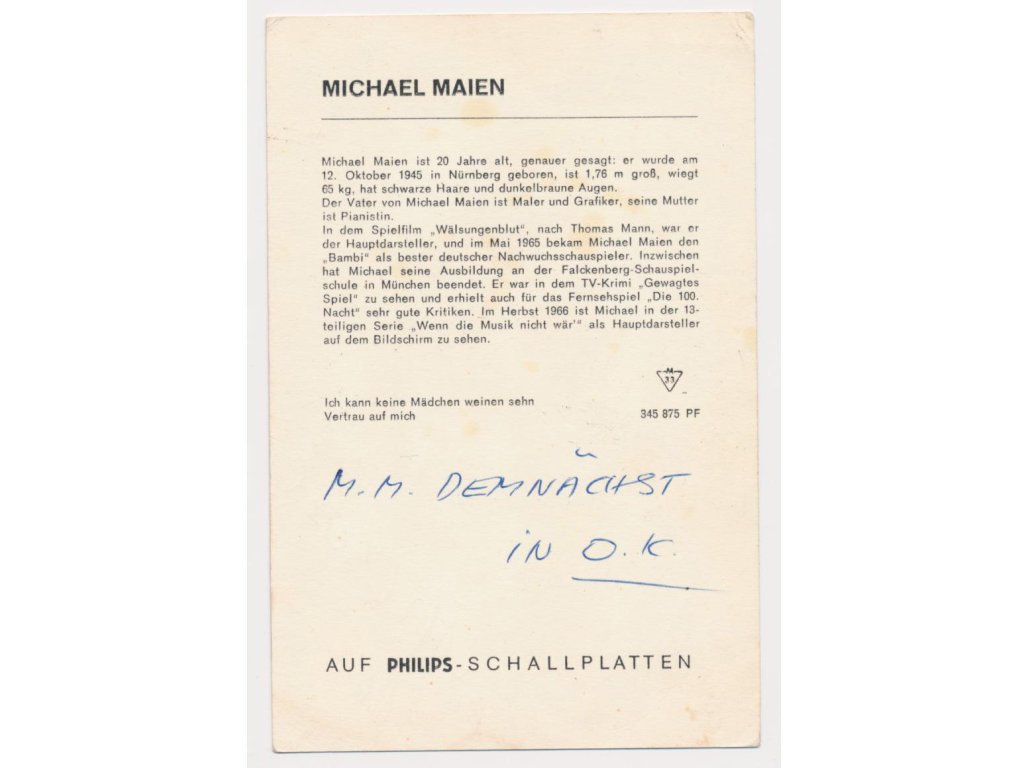 MICHAEL MAIEN
Michael Maien ist 20 Jahre alt, genauer gesagt: er wurde am
12. Oktober 1945 in Nürnberg geboren, ist 1,76 m groß, wiegt
65 kg, hat schwarze Haare und dunkelbraune Augen.
Der Vater von Michael Maien ist Maler und Grafiker, seine Mutter
ist Pianistin.
In dem Spielfilm „Wälsungenblut", nach Thomas Mann, war er
der Hauptdarsteller, und im Mai 1965 bekam Michael Maien den
„Bambi" als bester deutscher Nachwuchsschauspieler. Inzwischen
hat Michael seine Ausbildung an der Falckenberg-Schauspiel-
schule in München beendet. Er war in dem TV-Krimi „Gewagtes
Spiel" zu sehen und erhielt auch für das Fernsehspiel „Die 100.
Nacht" sehr gute Kritiken. Im Herbst 1966 ist Michael in der 13-
teiligen Serie „Wenn die Musik nicht wär'" als Hauptdarsteller
auf dem Bildschirm zu sehen.
M
33
Ich kann keine Mädchen weinen sehn
Vertrau auf mich 345 875 PF
M.M. DEMNÄCHST
IN O.K.
AUF PHILIPS-SCHALLPLATTEN